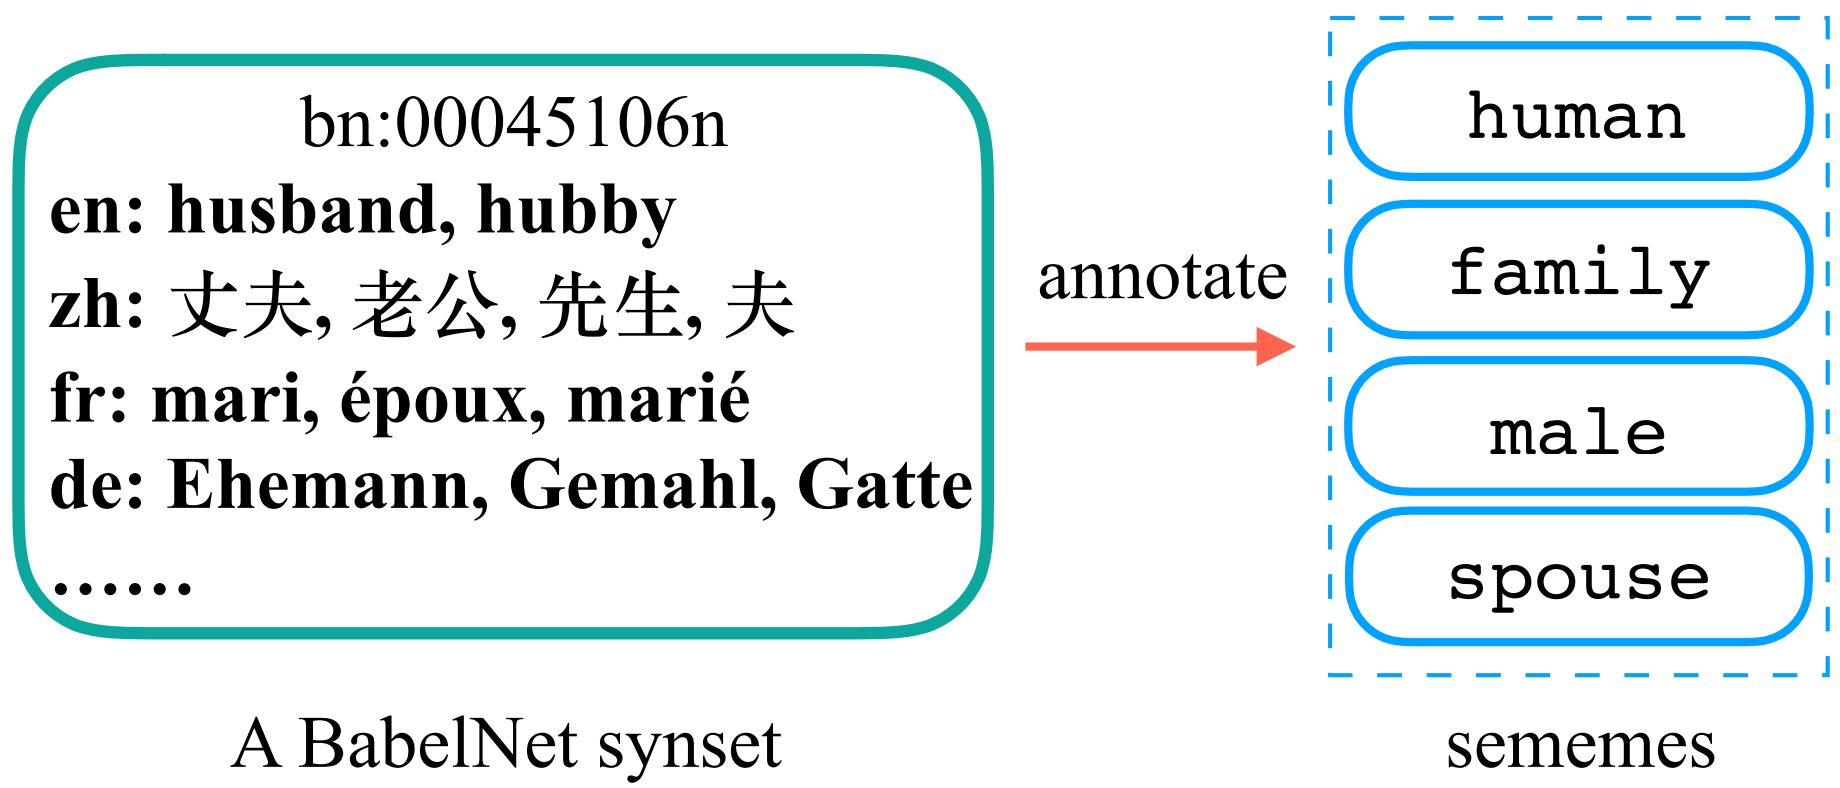 bn:00045106n
en: husband, hubby
zh: 丈夫, 老公, 先生, 夫
fr: mari, époux, marié
de: Ehemann, Gemahl, Gatte
......
A BabelNet synset
annotate
human
family
male
spouse
sememes